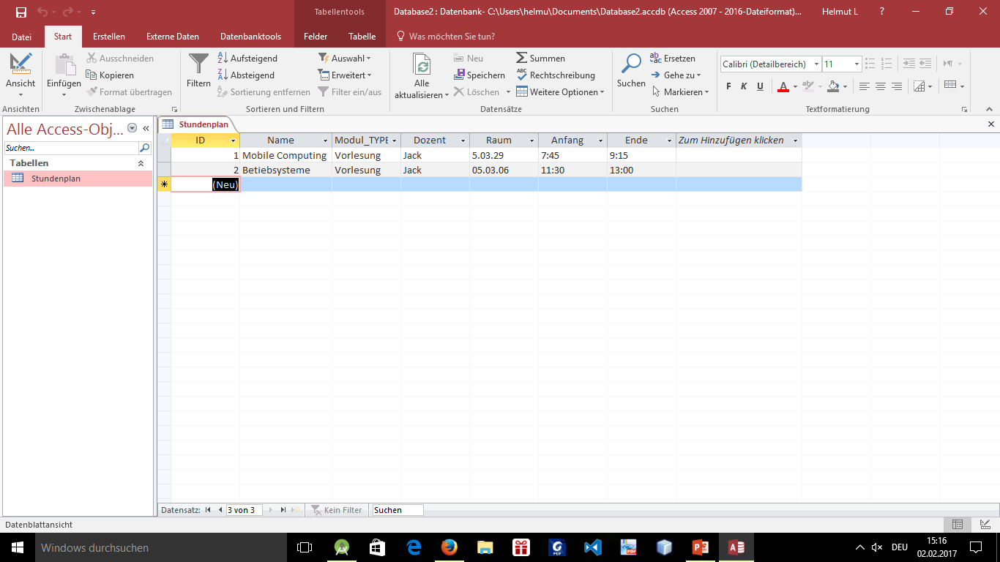 Tabellentools
Database2 : Datenbank- C:\Users\helmu\Documents\Database2.accdb (Access 2007 - 2016-Dateiformat)...
Helmut L
?
Datei Start Erstellen Externe Daten Datenbanktools Felder Tabelle Was möchten Sie tun?
Ansicht
Einfügen
Ausschneiden
Kopieren
Format übertragen
Filtern
Aufsteigend
Absteigend
Sortierung entfernen
Auswahl
Erweitert
Filter ein/aus
Alle
aktualisieren
Neu
Speichern
Löschen
Summen
Rechtschreibung
Weitere Optionen
Suchen
Ersetzen
Gehe zu
Markieren
Calibri (Detailbereich) 11
F K U A
Ansichten Zwischenablage Sortieren und Filtern Datensätze Suchen Textformatierung
Alle Access-Obj...
Suchen...
Tabellen
Stundenplan
Stundenplan
ID Name Modul_TYPE Dozent Raum Anfang Ende Zum Hinzufügen klicken
1 Mobile Computing Vorlesung Jack 5.03.29 7:45 9:15
2 Betiebsysteme Vorlesung Jack 05.03.06 11:30 13:00
(Neu)
Datensatz: 3 von 3 Kein Filter Suchen
Datenblattansicht
Windows durchsuchen
DEU
15:16
02.02.2017